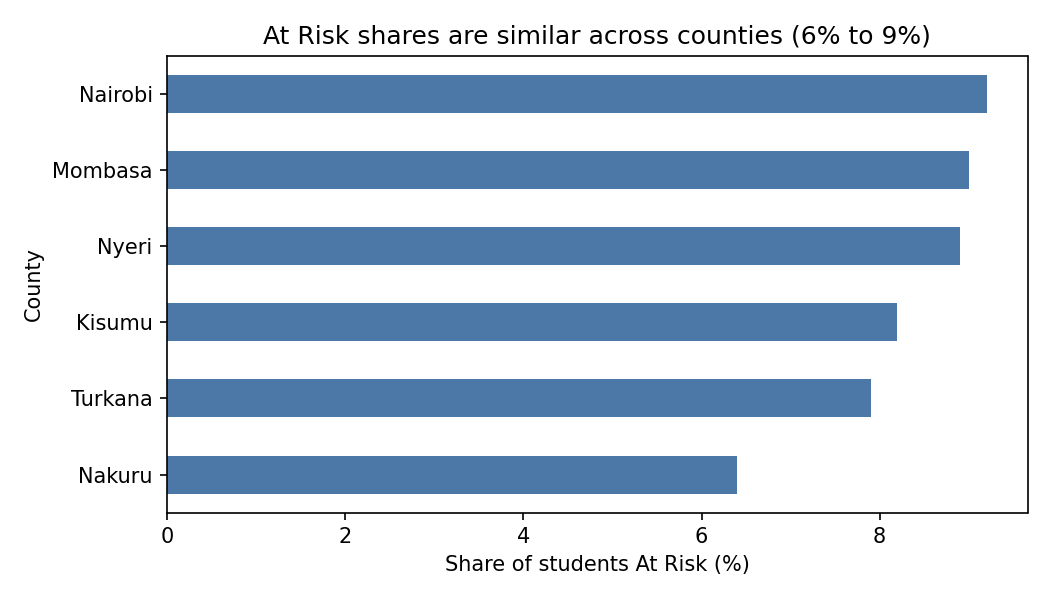 At Risk shares are similar across counties (6% to 9%)
County
Nairobi
Mombasa
Nyeri
Kisumu
Turkana
Nakuru
0 2 4 6 8
Share of students At Risk (%)